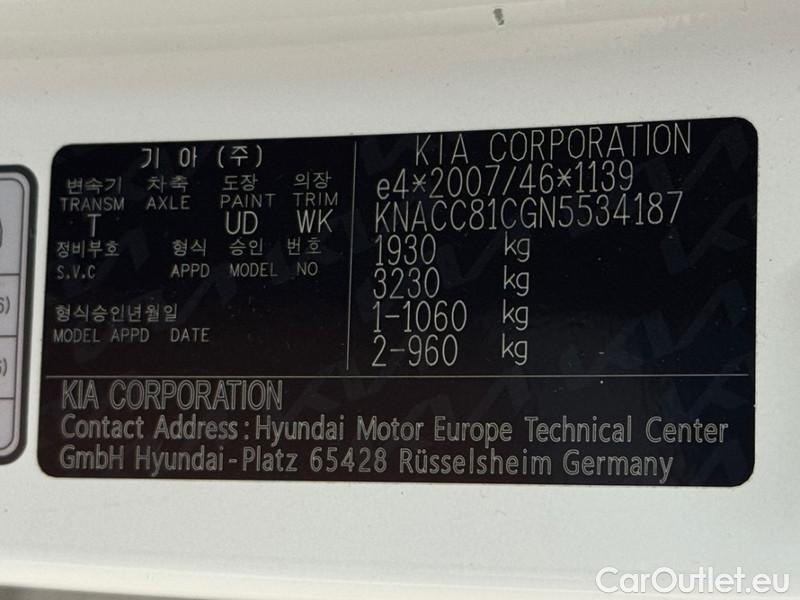 기아 (주)
변속기 차축 도장 의장
TRANSM AXLE PAINT TRIM
T UD WK
정비부호 형식 승인 번호
S.V.C APPD MODEL NO
형식승인년월일
MODEL APPD DATE
KIA CORPORATION
e4*2007/46*1139
KNACC81CGN5534187
1930 kg
3230 kg
1-1060 kg
2-960 kg
KIA CORPORATION
Contact Address : Hyundai Motor Europe Technical Center
GmbH Hyundai-Platz 65428 Rüsselsheim Germany
6)
6)
CarOutlet.eu